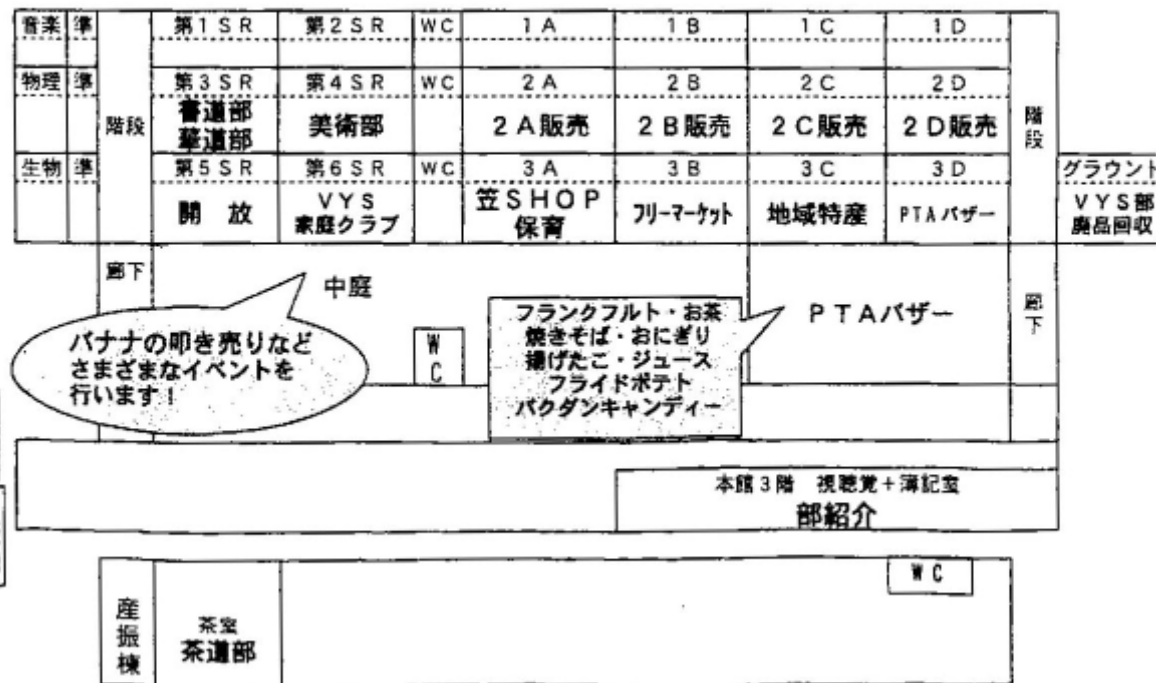 音楽 準 第1SR 第2SR WC 1A 1B 1C 1D
物理 準 第3SR 第4SR WC 2A 2B 2C 2D
階段 書道部 美術部 2A販売 2B販売 2C販売 2D販売 階段
華道部
生物 準 第5SR 第6SR WC 3A 3B 3C 3D グラウント
開放 VYS 笠SHOP フリーマーケット 地域特産 PTAバザー VYS部
家庭クラブ 保育 廃品回収
廊下 中庭 廊下
バナナの叩き売りなど
さまざまなイベントを
行います!
WC
フランクフルト・お茶
焼きそば・おにぎり
揚げたこ・ジュース
フライドポテト
バクダンキャンディー
PTAバザー
本館3階 視聴覚+簿記室
部紹介
WC
産振棟
茶室
茶道部